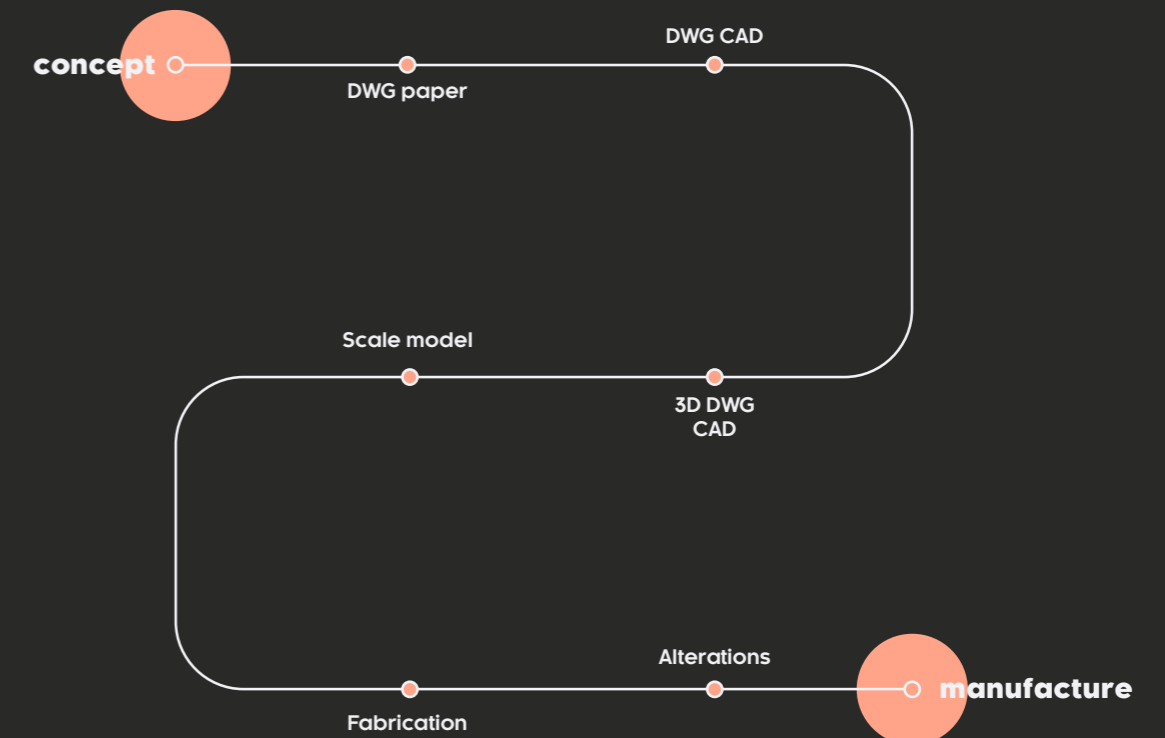 concept
DWG paper
DWG CAD
3D DWG
CAD
Scale model
Fabrication
Alterations
manufacture